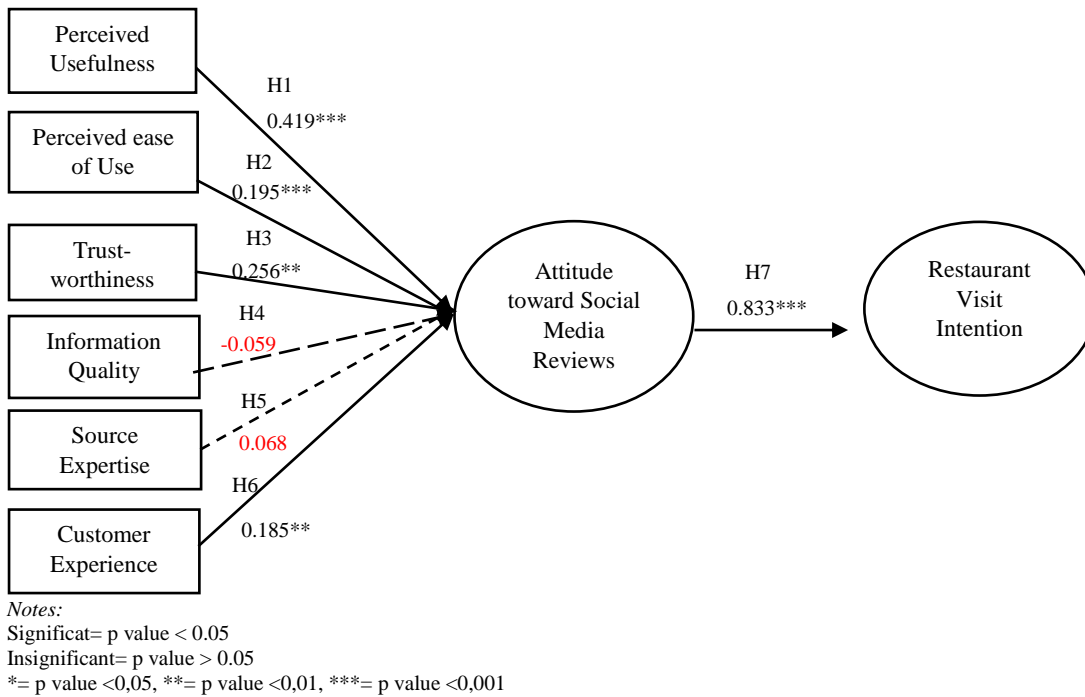 Perceived
Usefulness
H1
0.419***
Perceived ease
of Use
H2
0.195***
Trust-
worthiness
H3
0.256**
Information
Quality
H4
-0.059
Source
Expertise
H5
0.068
Customer
Experience
H6
0.185**
Attitude
toward Social
Media
Reviews
H7
0.833***
Restaurant
Visit
Intention
Notes:
Significat= p value < 0.05
Insignificant= p value > 0.05
*= p value <0,05, **= p value <0,01, ***= p value <0,001